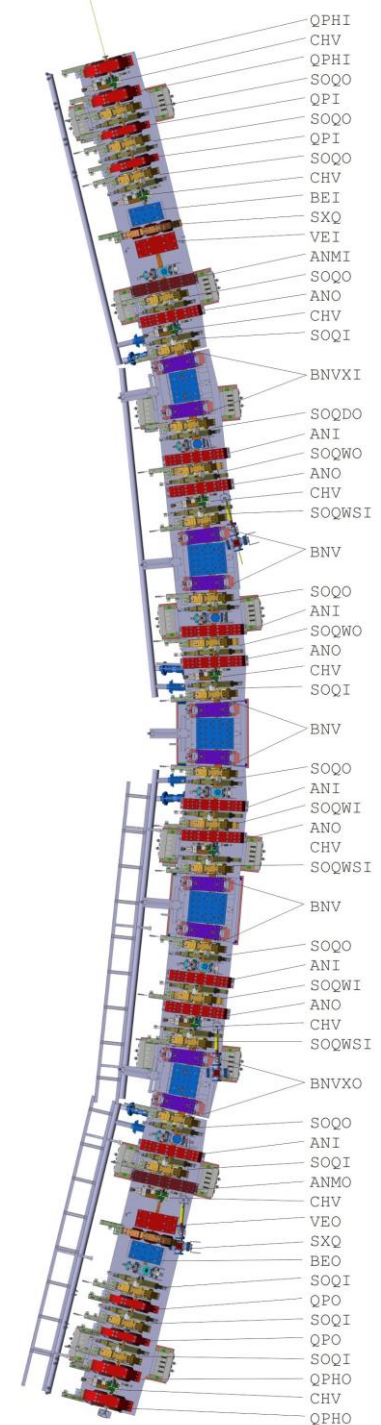 QPHI
CHV
QPHI
SOQO
QPI
SOQO
QPI
SOQO
CHV
BEI
SXQ
VEI
ANMI
SOQO
ANO
CHV
SOQI
BNVXI
SOQDO
ANI
SOQWO
ANO
CHV
SOQWSI
BNV
SOQO
ANI
SOQWO
ANO
CHV
SOQI
BNV
SOQO
ANI
SOQWI
ANO
CHV
SOQWSI
BNV
SOQO
ANI
SOQWI
ANO
CHV
SOQWSI
BNVXO
SOQO
ANI
SOQI
ANMO
CHV
VEO
SXQ
BEO
SOQI
QPO
SOQI
QPO
SOQI
QPHO
CHV
QPHO